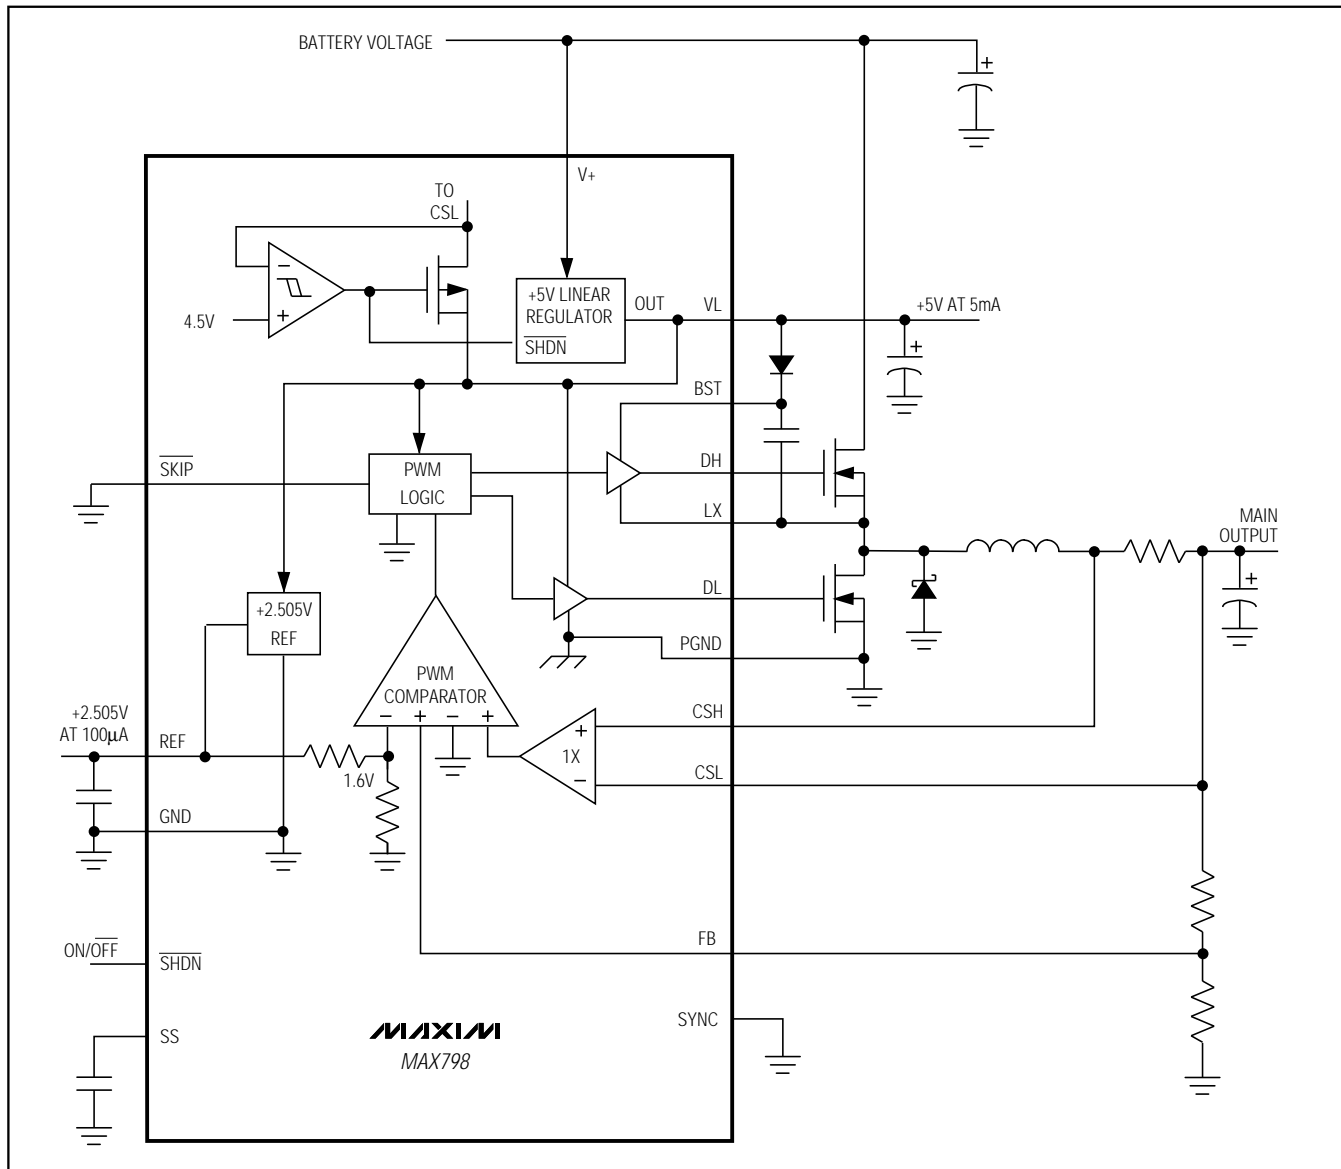 BATTERY VOLTAGE
V+
TO
CSL
−
+
4.5V
+5V LINEAR
REGULATOR
SHDN
OUT
VL
+5V AT 5mA
+
+
BST
SKIP
PWM
LOGIC
DH
LX
MAIN
OUTPUT
+
DL
+2.505V
REF
PGND
PWM
COMPARATOR
− + − +
+2.505V
AT 100μA
REF
1.6V
1X
+
−
CSH
CSL
GND
FB
ON/OFF
SHDN
SS
SYNC
MAXIM
MAX798